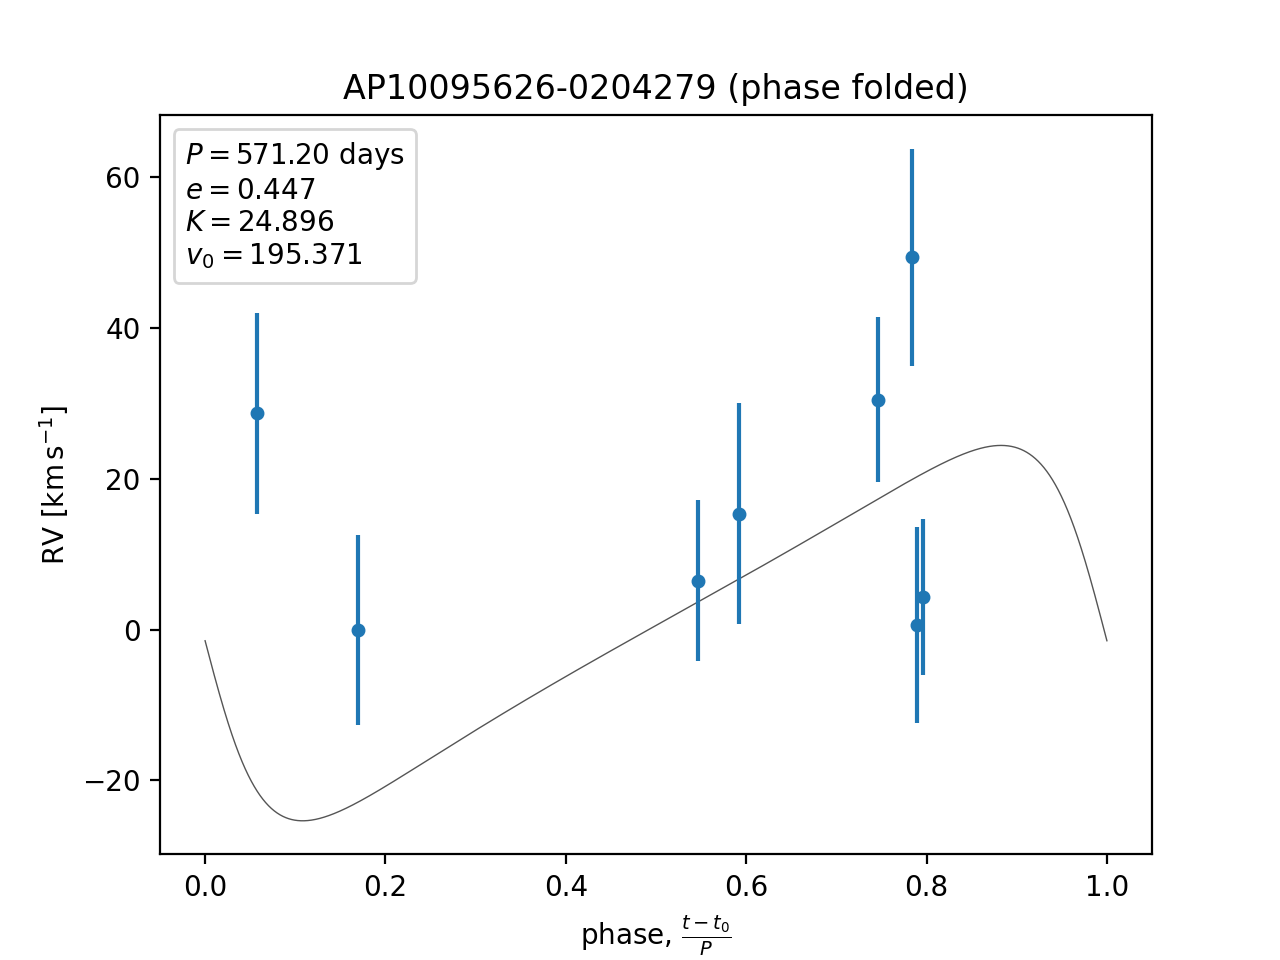 AP10095626-0204279 (phase folded)
P = 571.20 days
e = 0.447
K = 24.896
v₀ = 195.371
60
40
20
0
−20
RV [km s⁻¹]
0.0 0.2 0.4 0.6 0.8 1.0
phase, (t − t₀)/P